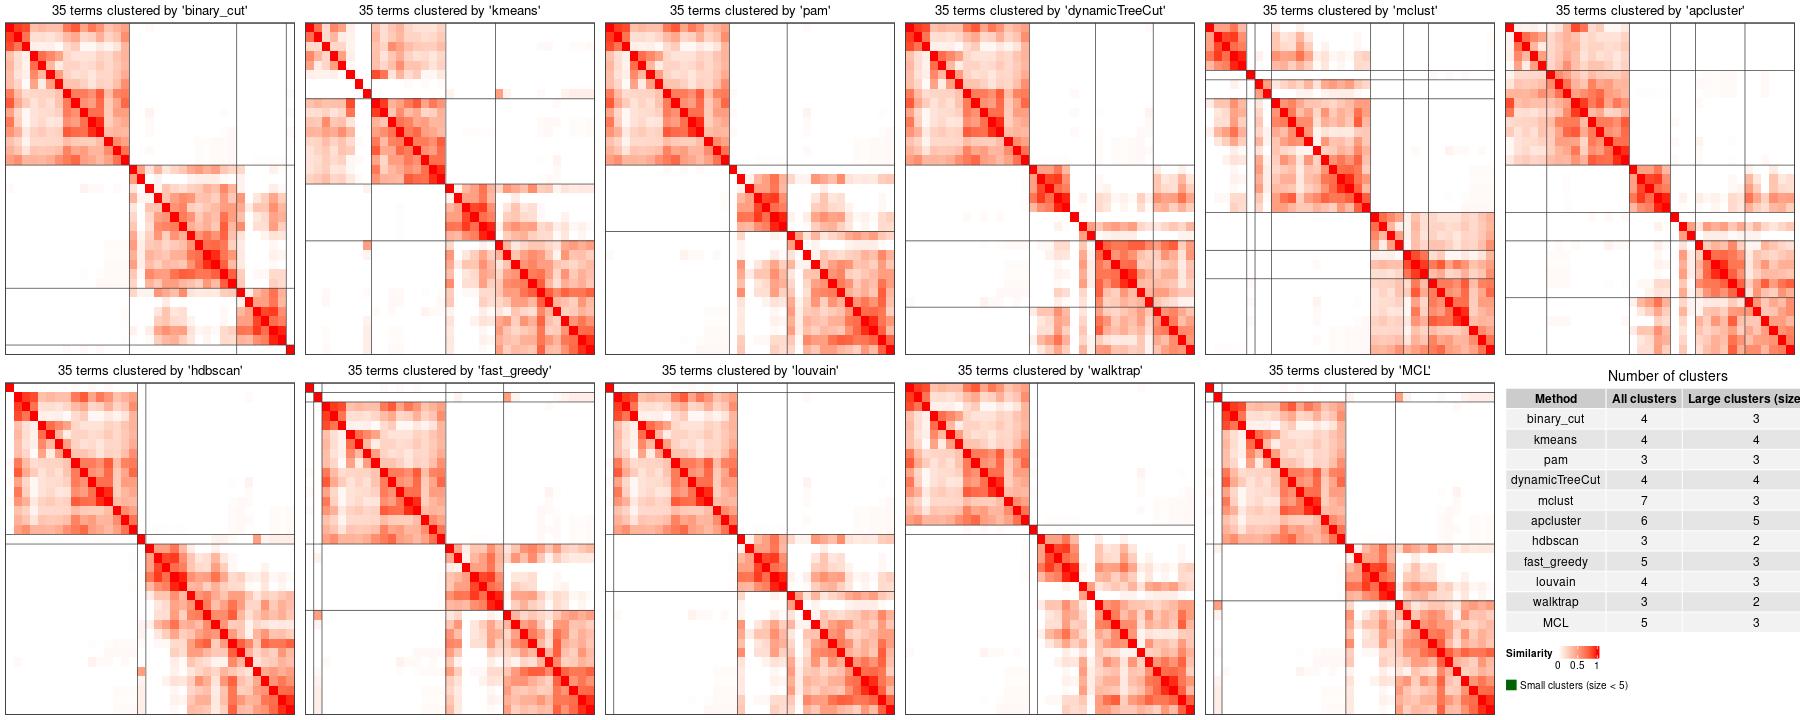 35 terms clustered by 'binary_cut'
35 terms clustered by 'kmeans'
35 terms clustered by 'pam'
35 terms clustered by 'dynamicTreeCut'
35 terms clustered by 'mclust'
35 terms clustered by 'apcluster'
35 terms clustered by 'hdbscan'
35 terms clustered by 'fast_greedy'
35 terms clustered by 'louvain'
35 terms clustered by 'walktrap'
35 terms clustered by 'MCL'
Number of clusters
Method All clusters Large clusters (size
binary_cut 4 3
kmeans 4 4
pam 3 3
dynamicTreeCut 4 4
mclust 7 3
apcluster 6 5
hdbscan 3 2
fast_greedy 5 3
louvain 4 3
walktrap 3 2
MCL 5 3
Similarity
0 0.5 1
Small clusters (size < 5)